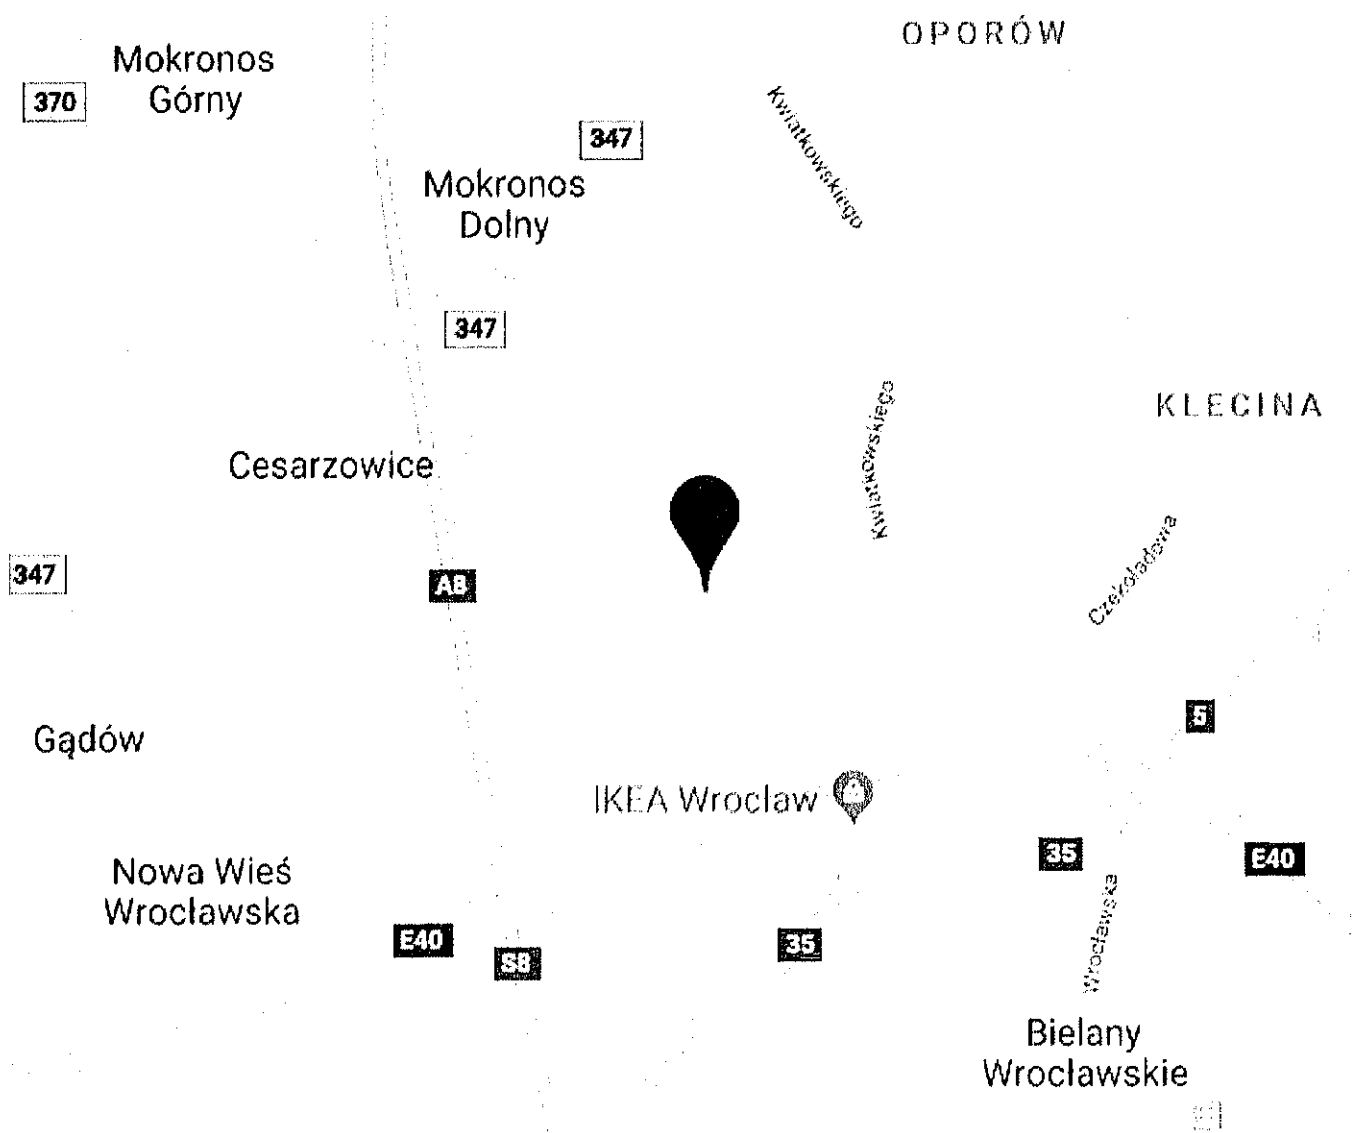 OPORÓW
Mokronos
Górny
370
Kwiatkowskiego
347
Mokronos
Dolny
347
Kwiatkowskiego
KLECINA
Cesarzowice
Czekoladowa
347
A8
5
Gądów
IKEA Wrocław
35
E40
Nowa Wieś
Wrocławska
Wrocławska
E40
S8
35
Bielany
Wrocławskie